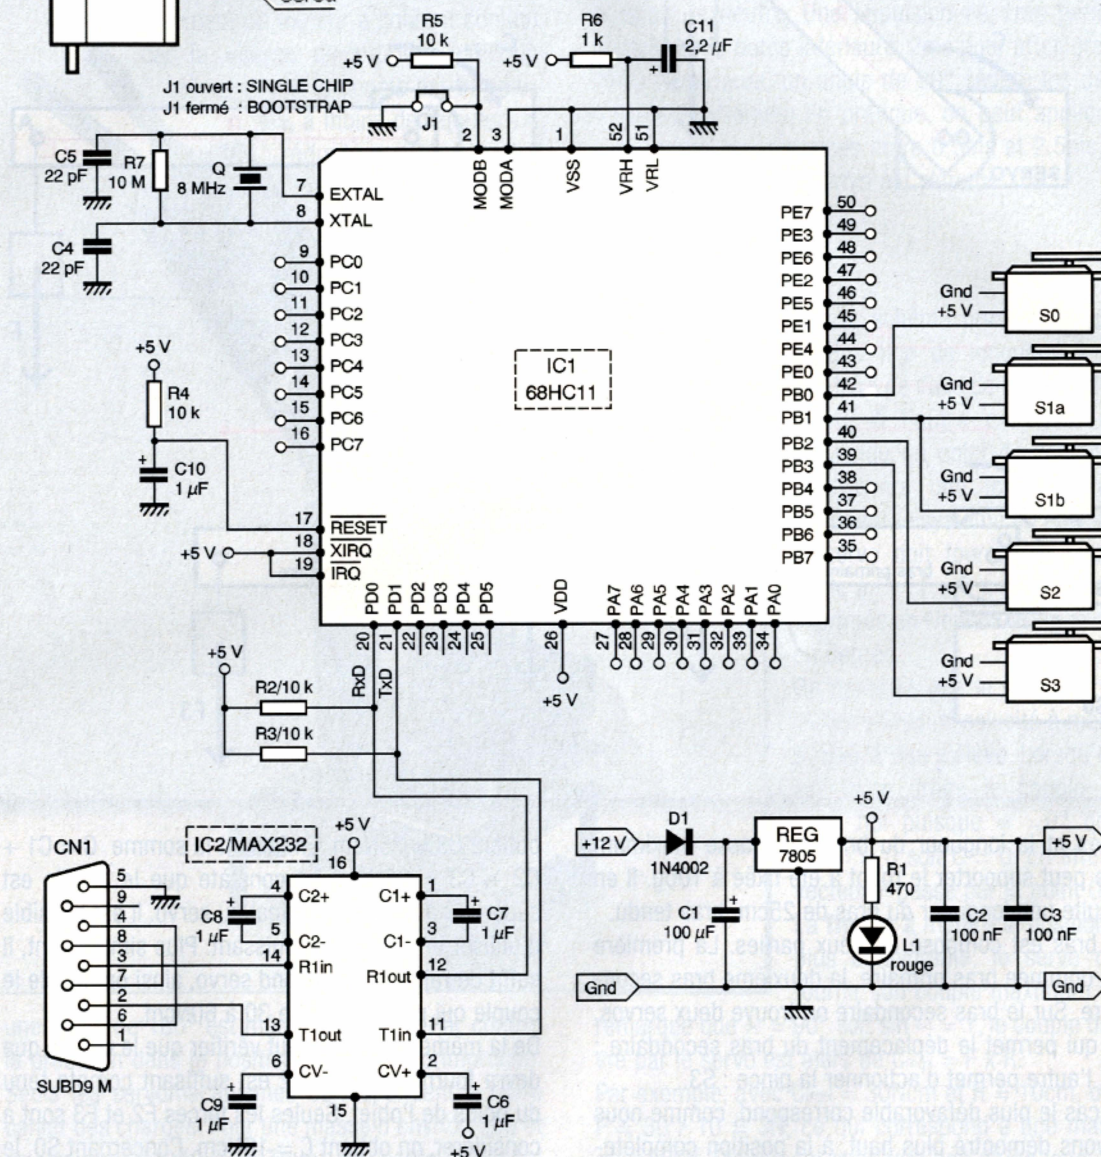 R5
10 k
+5 V
R6
1 k
+5 V
C11
2,2 µF
+
J1 ouvert : SINGLE CHIP
J1 fermé : BOOTSTRAP
J1
2
3
1
52
51
MODB
MODA
VSS
VRH
VRL
C5
22 pF
R7
10 M
Q
8 MHz
C4
22 pF
7
EXTAL
8
XTAL
9
PC0
10
PC1
11
PC2
12
PC3
13
PC4
14
PC5
15
PC6
16
PC7
IC1
68HC11
PE7 50
PE3 49
PE6 48
PE2 47
PE5 46
PE1 45
PE4 44
PE0 43
PB0 42
PB1 41
PB2 40
PB3 39
PB4 38
PB5 37
PB6 36
PB7 35
Gnd
+5 V
S0
Gnd
+5 V
S1a
Gnd
+5 V
S1b
Gnd
+5 V
S2
Gnd
+5 V
S3
+5 V
R4
10 k
+
C10
1 µF
17
RESET
18
XIRQ
+5 V
19
IRQ
PD0
PD1
PD2
PD3
PD4
PD5
VDD
PA7
PA6
PA5
PA4
PA3
PA2
PA1
PA0
20
21
22
23
24
25
26
27
28
29
30
31
32
33
34
RxD
TxD
+5 V
+5 V
R2/10 k
R3/10 k
IC2/MAX232
+5 V
16
CN1
5
9
4
8
3
7
2
6
1
SUBD9 M
4
C2+
C8
1 µF
+
5
C2-
14
R1in
13
T1out
6
CV-
C9
1 µF
+
15
1
C1+
+
C7
1 µF
3
C1-
12
R1out
11
T1in
2
CV+
+
C6
1 µF
+5 V
+12 V
D1
1N4002
REG
7805
+5 V
+5 V
R1
470
C1
100 µF
+
C2
100 nF
C3
100 nF
L1
rouge
Gnd
Gnd